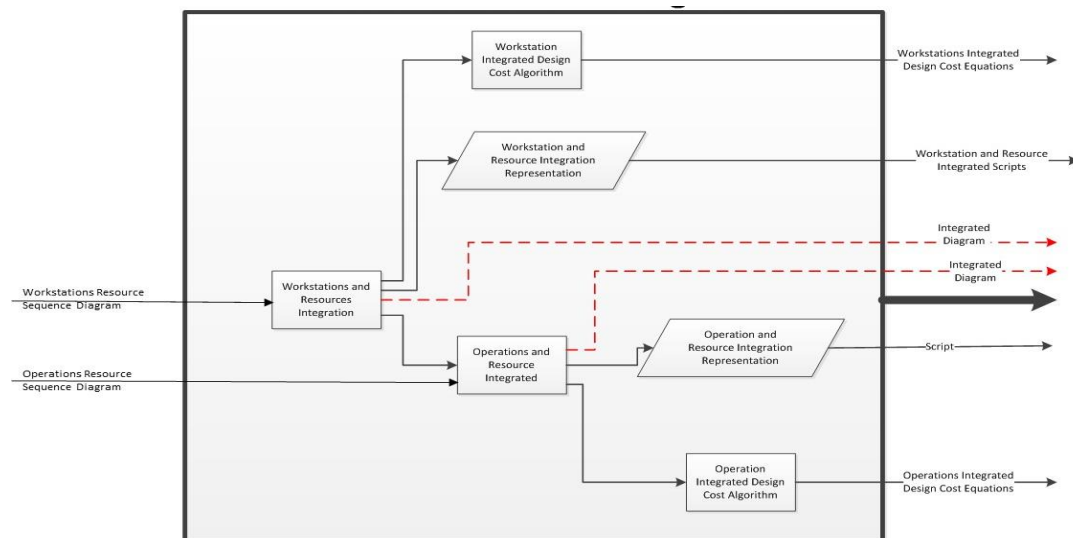 Workstation
Integrated Design
Cost Algorithm
Workstations Integrated
Design Cost Equations
Workstation and
Resource Integration
Representation
Workstation and Resource
Integrated Scripts
Integrated
Diagram
Integrated
Diagram
Workstations Resource
Sequence Diagram
Workstations and
Resources
Integration
Operations and
Resource
Integrated
Operation and
Resource Integration
Representation
Script
Operations Resource
Sequence Diagram
Operation
Integrated Design
Cost Algorithm
Operations Integrated
Design Cost Equations